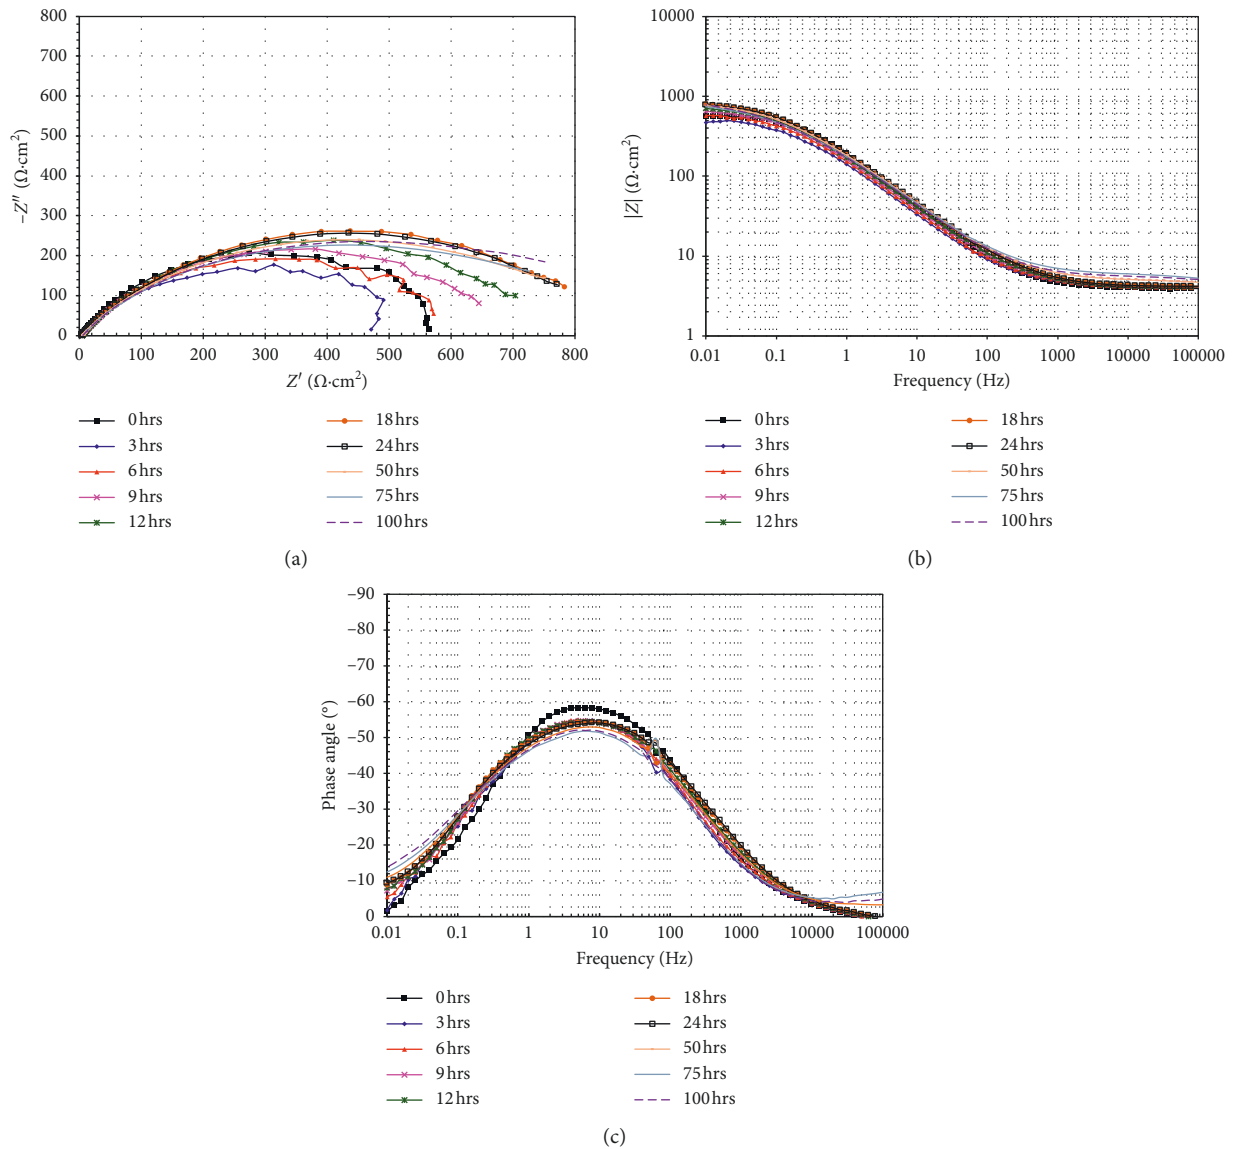 800
700
600
500
400
300
200
100
0
−Z″ (Ω·cm²)
0 100 200 300 400 500 600 700 800
Z′ (Ω·cm²)
0 hrs
3 hrs
6 hrs
9 hrs
12 hrs
18 hrs
24 hrs
50 hrs
75 hrs
100 hrs
(a)
10000
1000
100
10
1
|Z| (Ω·cm²)
0.01 0.1 1 10 100 1000 10000 100000
Frequency (Hz)
0 hrs
3 hrs
6 hrs
9 hrs
12 hrs
18 hrs
24 hrs
50 hrs
75 hrs
100 hrs
(b)
−90
−80
−70
−60
−50
−40
−30
−20
−10
0
Phase angle (°)
0.01 0.1 1 10 100 1000 10000 100000
Frequency (Hz)
0 hrs
3 hrs
6 hrs
9 hrs
12 hrs
18 hrs
24 hrs
50 hrs
75 hrs
100 hrs
(c)